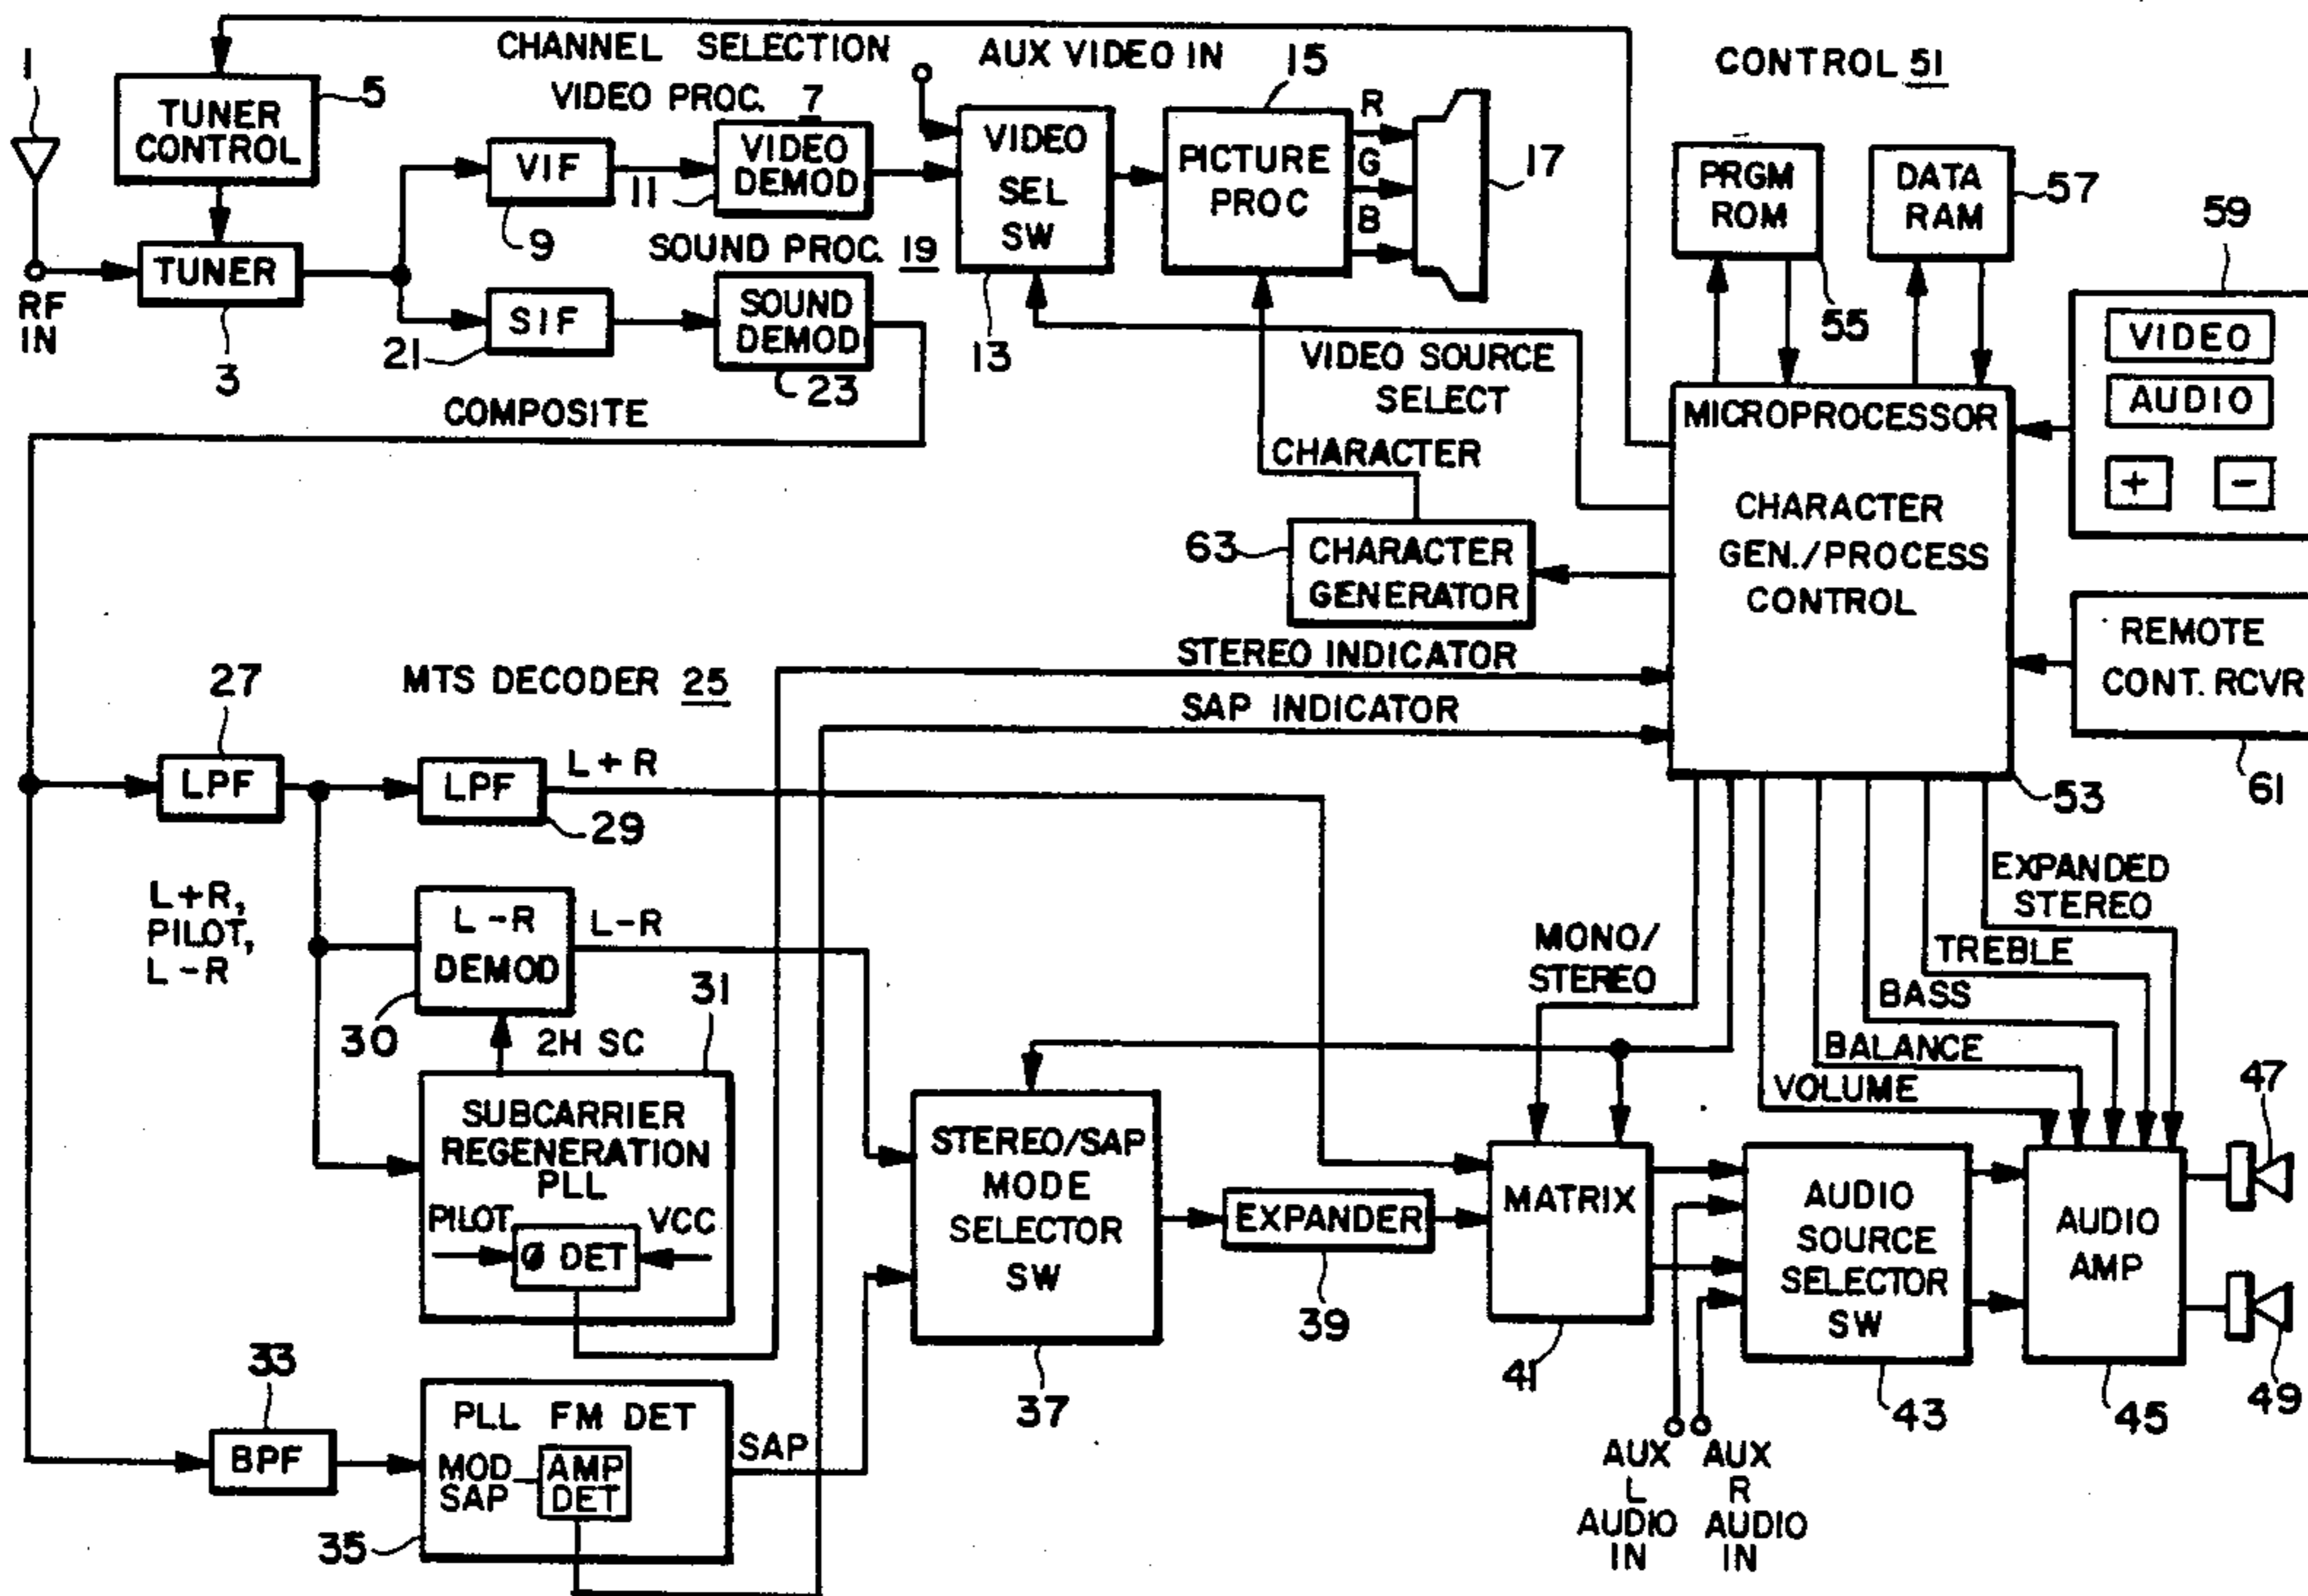 CHANNEL SELECTION
AUX VIDEO IN
CONTROL 51
1
TUNER
CONTROL
5
RF
IN
TUNER
3
VIDEO PROC. 7
VIF
9
VIDEO
DEMOD
11
SOUND PROC. 19
SIF
21
SOUND
DEMOD
23
VIDEO
SEL
SW
13
PICTURE
PROC
15
R
G
B
17
PRGM
ROM
55
DATA
RAM
57
59
VIDEO
AUDIO
+
-
VIDEO SOURCE
SELECT
COMPOSITE
MICROPROCESSOR
CHARACTER
GEN./PROCESS
CONTROL
53
CHARACTER
CHARACTER
GENERATOR
63
REMOTE
CONT. RCVR
61
STEREO INDICATOR
SAP INDICATOR
MTS DECODER 25
27
LPF
LPF
29
L+R
L+R,
PILOT,
L-R
L-R
DEMOD
30
L-R
2H SC
31
SUBCARRIER
REGENERATION
PLL
PILOT
Ø DET
VCC
33
BPF
PLL FM DET
MOD
SAP
AMP
DET
35
SAP
STEREO/SAP
MODE
SELECTOR
SW
37
EXPANDER
39
MONO/
STEREO
EXPANDED
STEREO
TREBLE
BASS
BALANCE
VOLUME
MATRIX
41
AUDIO
SOURCE
SELECTOR
SW
43
AUDIO
AMP
45
47
49
AUX
L
AUDIO
IN
AUX
R
AUDIO
IN